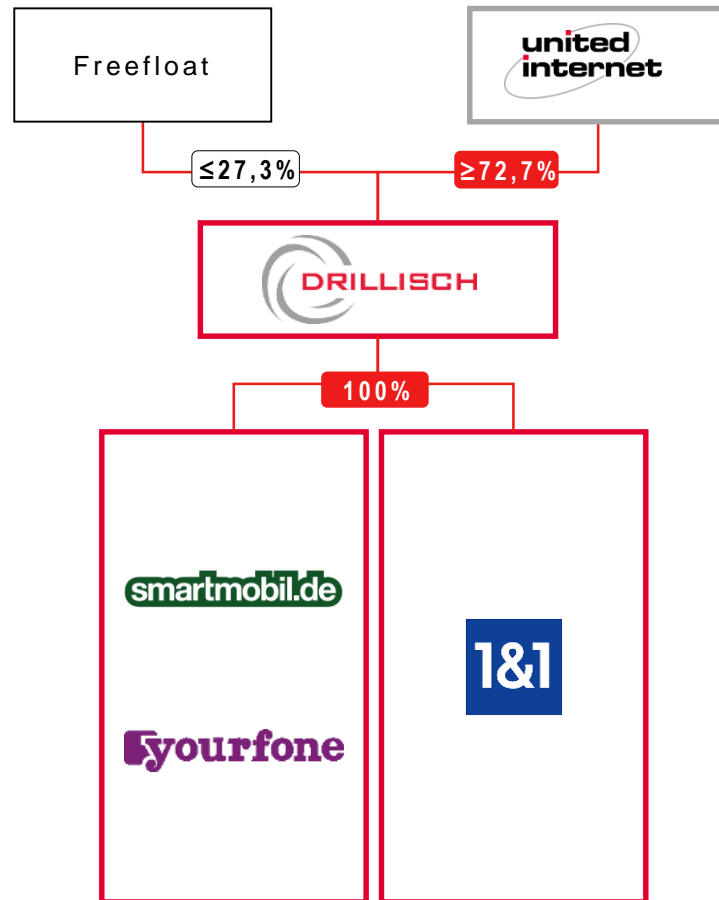 Freefloat
united
internet
≤27,3%
≥72,7%
DRILLISCH
100%
smartmobil.de
yourfone
1&1